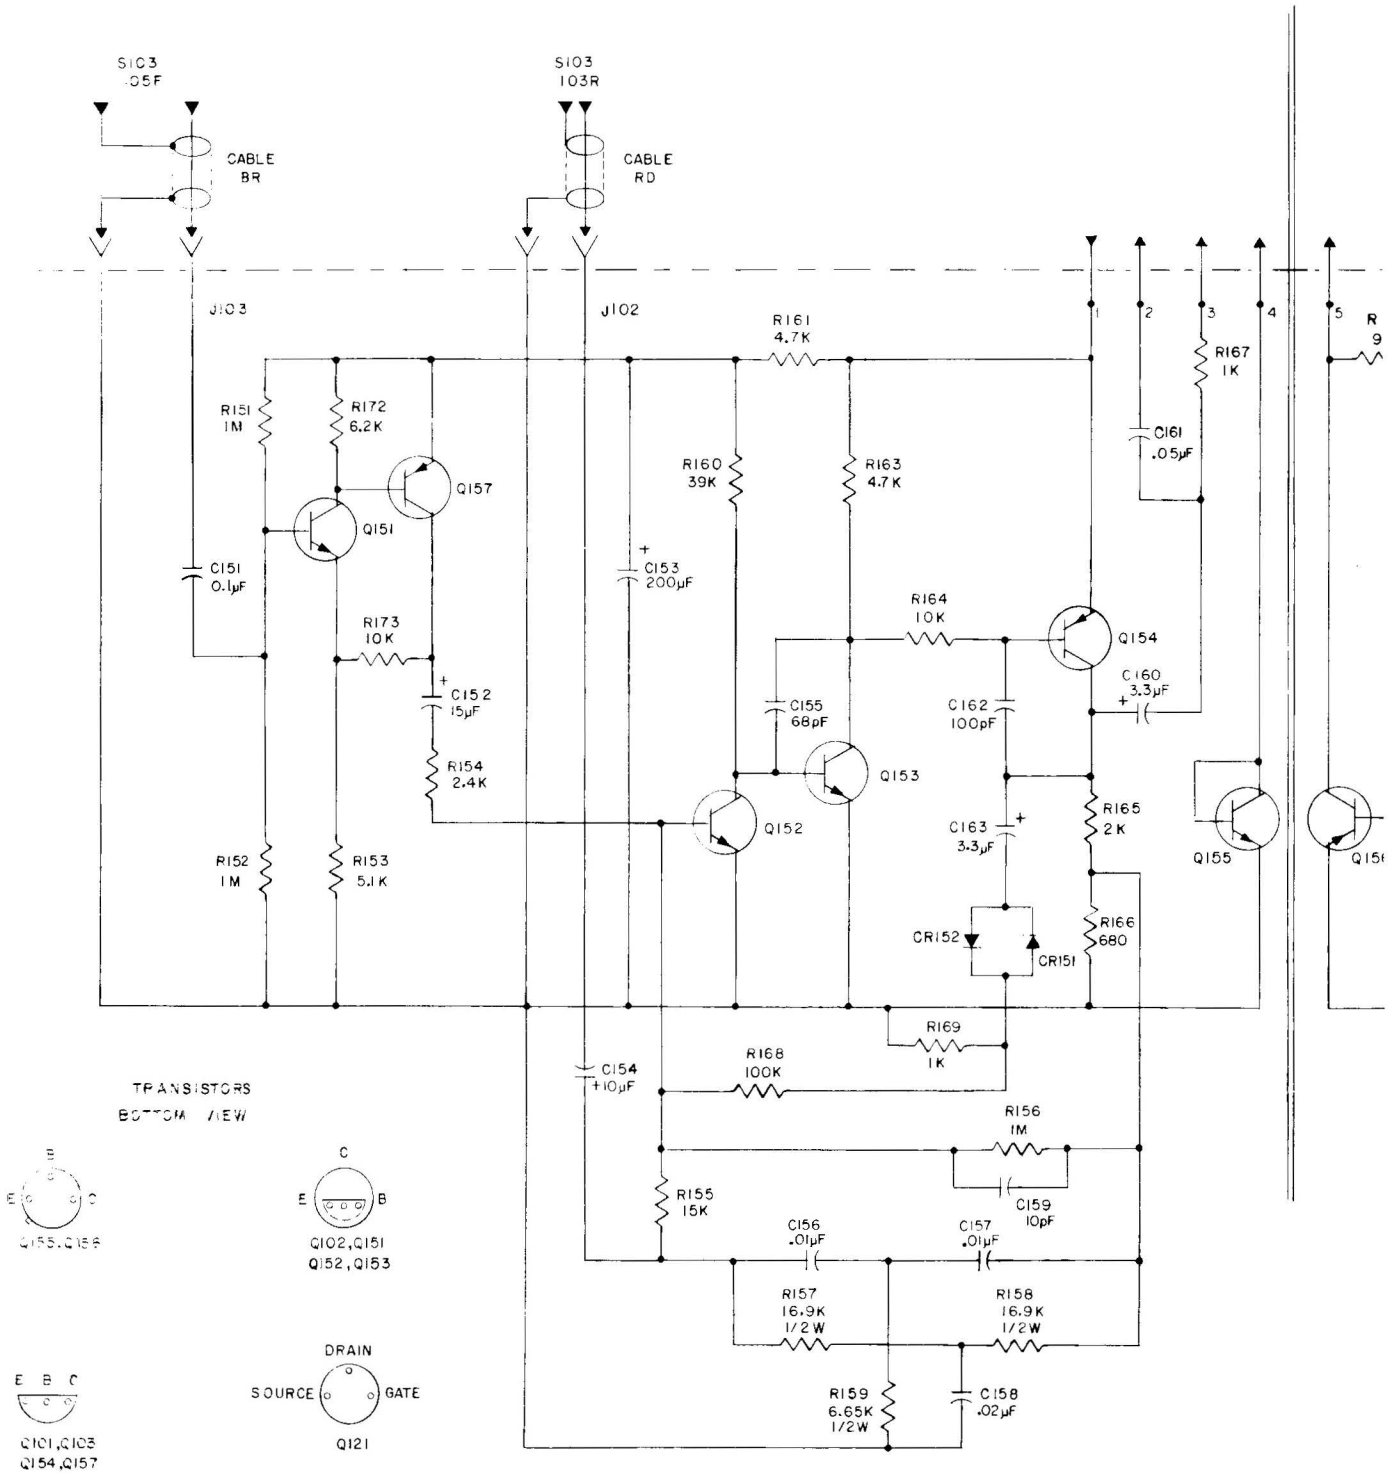 S103
105F
S103
103R
CABLE
BR
CABLE
RD
J103
J102
R161
4.7K
1
2
3
4
5
R
9
R167
1K
R151
1M
R172
6.2K
C161
.05µF
R160
39K
R163
4.7K
Q157
Q151
C151
0.1µF
+
C153
200µF
R173
10K
R164
10K
Q154
+
C152
15µF
C160
3.3µF
+
C155
68pF
C162
100pF
R154
2.4K
Q153
Q152
C163
3.3µF
+
R165
2K
R152
1M
R153
5.1K
Q155
Q156
CR152
CR151
R166
680
R169
1K
R168
100K
C154
+10µF
TRANSISTORS
BOTTOM VIEW
R156
1M
B
E
C
Q155,Q156
C
E
B
Q102,Q151
Q152,Q153
R155
15K
C159
10pF
C156
.01µF
C157
.01µF
R157
16.9K
1/2W
R158
16.9K
1/2W
R159
6.65K
1/2W
C158
.02µF
DRAIN
SOURCE
GATE
Q121
E B C
Q101,Q103
Q154,Q157